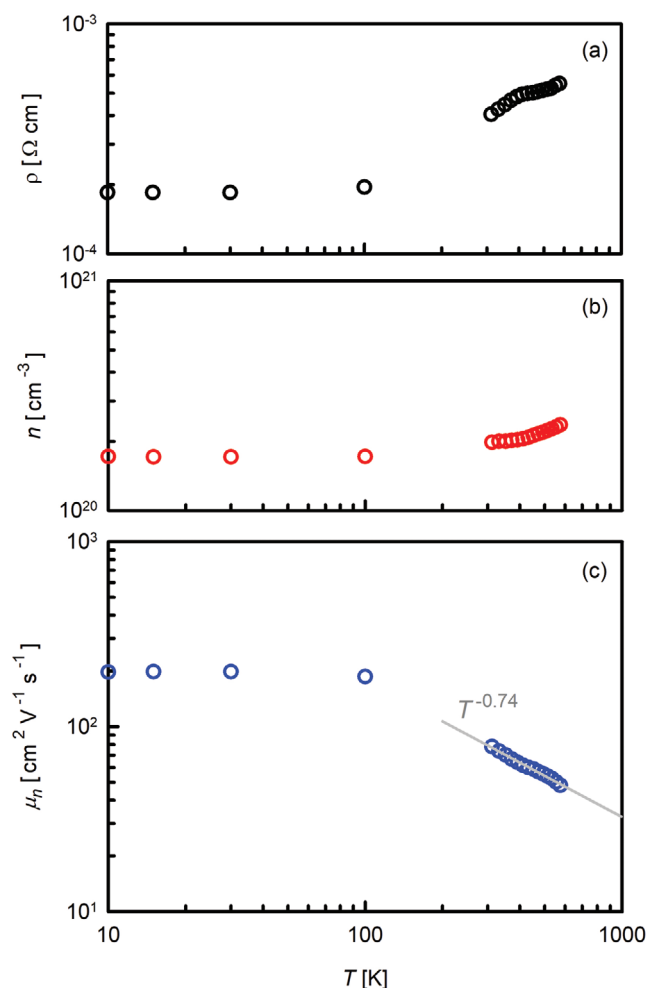 10⁻³
(a)
ρ [ Ω cm ]
10⁻⁴
10²¹
(b)
n [ cm⁻³ ]
10²⁰
10³
(c)
T⁻⁰·⁷⁴
10²
μₙ [ cm² V⁻¹ s⁻¹ ]
10¹
10 100 1000
T [K]